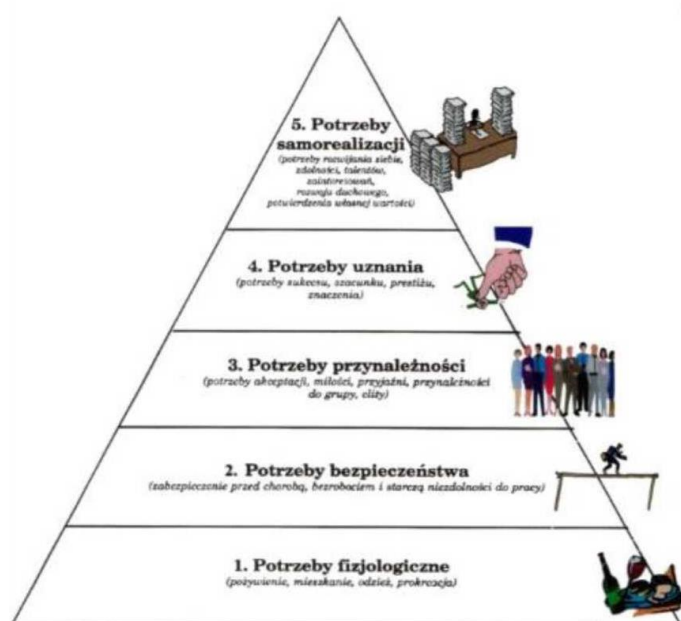 5. Potrzeby
samorealizacji
(potrzeby rozwijania siebie,
zdolności, talentów,
zainteresowań,
rozwoju duchowego,
potwierdzenia własnej wartości)
4. Potrzeby uznania
(potrzeby sukcesu, szacunku, prestiżu,
znaczenia)
3. Potrzeby przynależności
(potrzeby akceptacji, miłości, przyjaźni, przynależności
do grupy, elity)
2. Potrzeby bezpieczeństwa
(zabezpieczenie przed chorobą, bezrobociem i starczą niezdolności do pracy)
1. Potrzeby fizjologiczne
(pożywienie, mieszkanie, odzież, prokreacja)